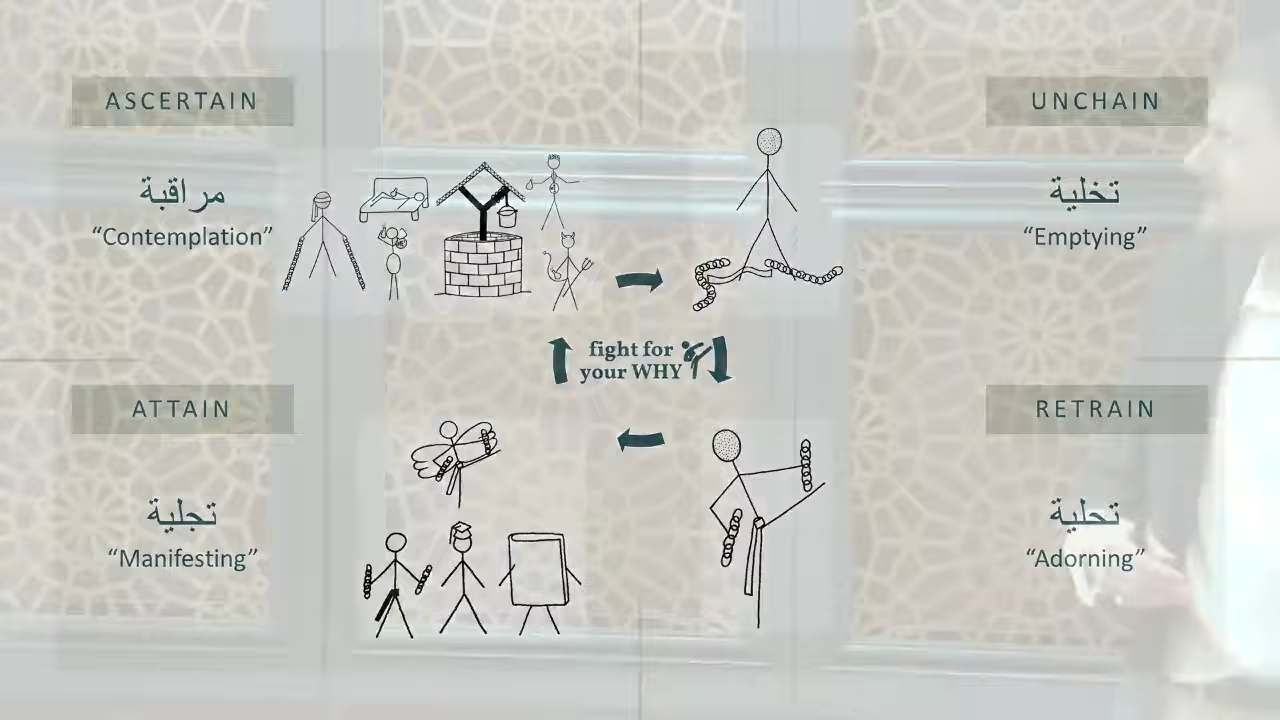 ASCERTAIN
مراقبة
“Contemplation”
UNCHAIN
تخلية
“Emptying”
fight for
your WHY
ATTAIN
تجلية
“Manifesting”
RETRAIN
تحلية
“Adorning”